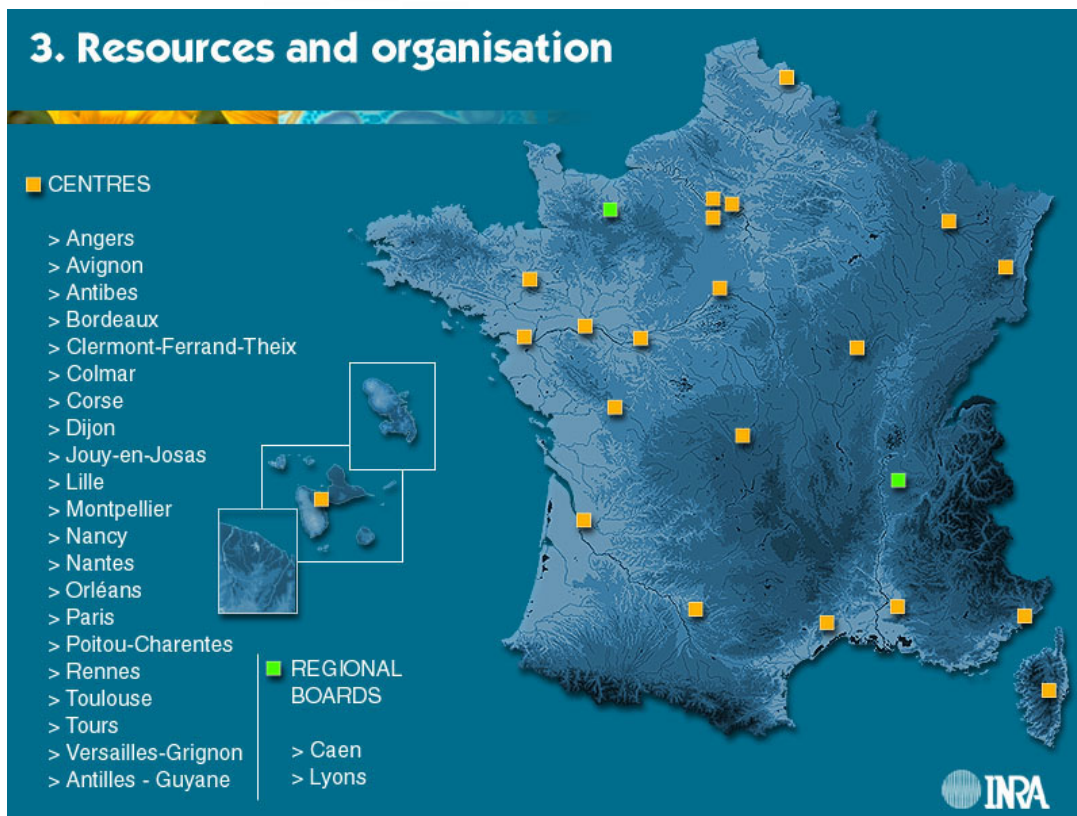 3. Resources and organisation
CENTRES
> Angers
> Avignon
> Antibes
> Bordeaux
> Clermont-Ferrand-Theix
> Colmar
> Corse
> Dijon
> Jouy-en-Josas
> Lille
> Montpellier
> Nancy
> Nantes
> Orléans
> Paris
> Poitou-Charentes
> Rennes
> Toulouse
> Tours
> Versailles-Grignon
> Antilles - Guyane
REGIONAL
BOARDS
> Caen
> Lyons
INRA